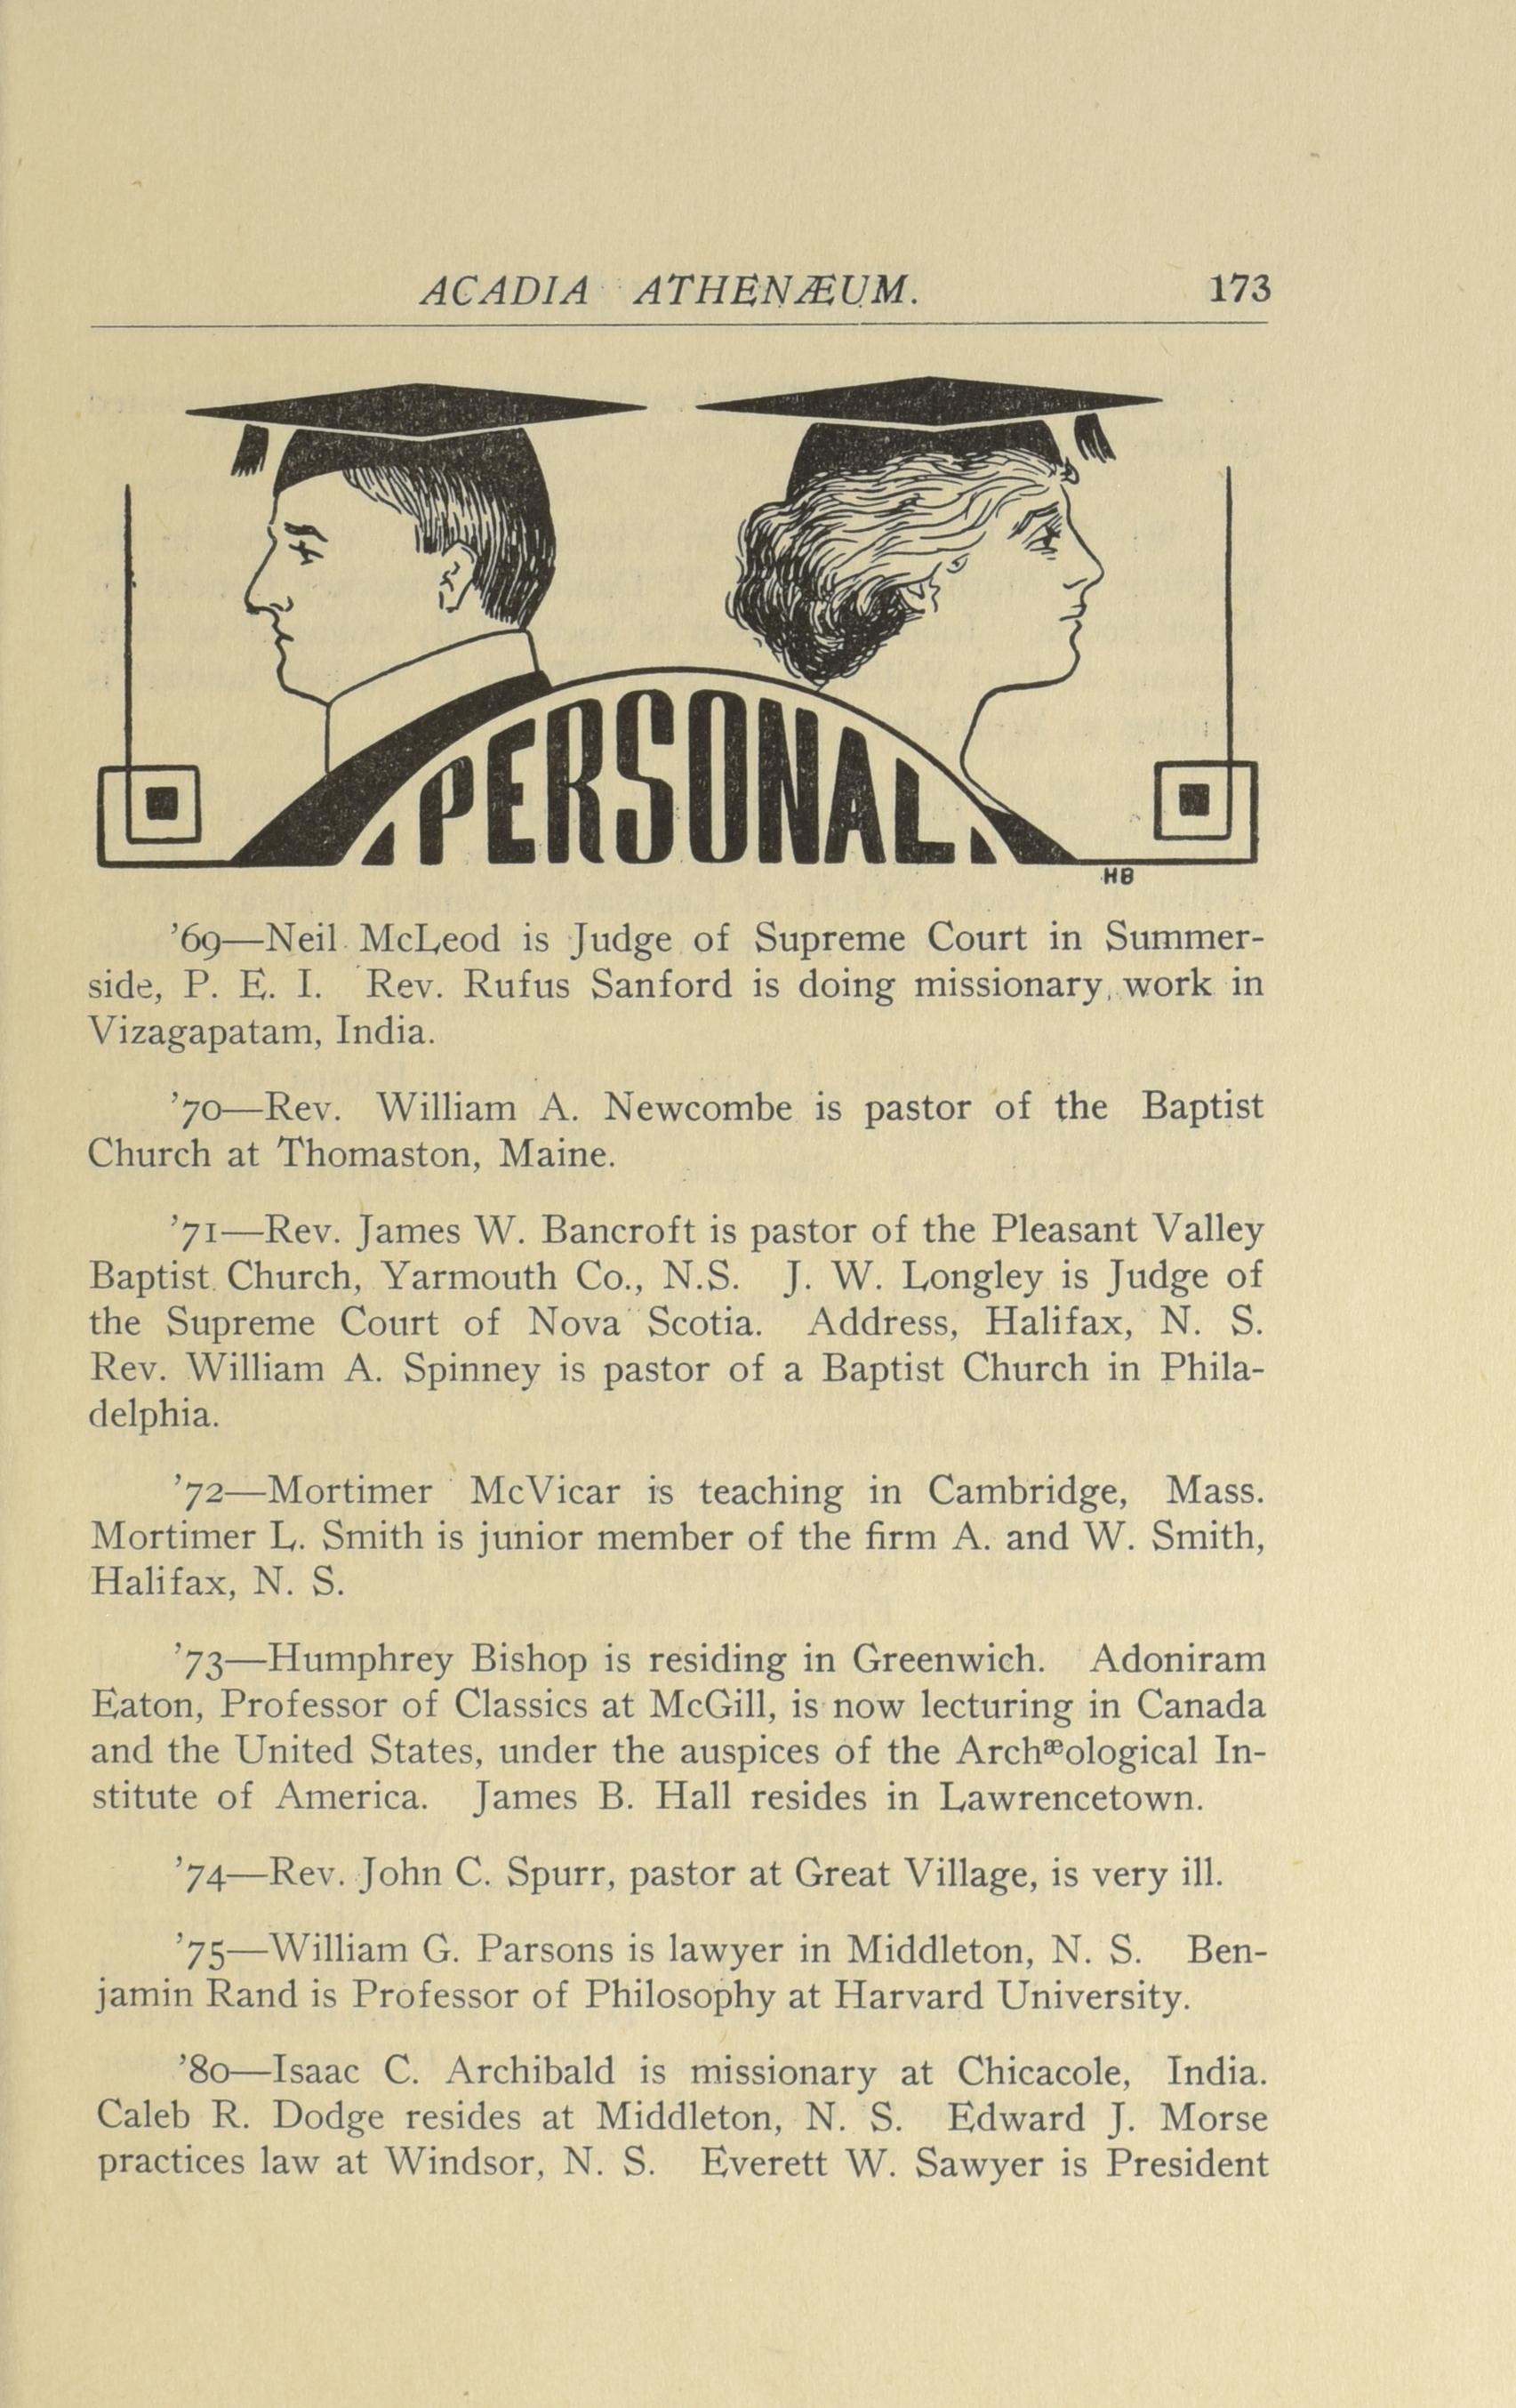 ACADIA ATHENÆUM. 173
PERSONAL
HB
’69—Neil McLeod is Judge of Supreme Court in Summer-
side, P. E. I. Rev. Rufus Sanford is doing missionary work in
Vizagapatam, India.
’70—Rev. William A. Newcombe is pastor of the Baptist
Church at Thomaston, Maine.
’71—Rev. James W. Bancroft is pastor of the Pleasant Valley
Baptist Church, Yarmouth Co., N.S. J. W. Longley is Judge of
the Supreme Court of Nova Scotia. Address, Halifax, N. S.
Rev. William A. Spinney is pastor of a Baptist Church in Phila-
delphia.
’72—Mortimer McVicar is teaching in Cambridge, Mass.
Mortimer L. Smith is junior member of the firm A. and W. Smith,
Halifax, N. S.
’73—Humphrey Bishop is residing in Greenwich. Adoniram
Eaton, Professor of Classics at McGill, is now lecturing in Canada
and the United States, under the auspices of the Archæological In-
stitute of America. James B. Hall resides in Lawrencetown.
’74—Rev. John C. Spurr, pastor at Great Village, is very ill.
’75—William G. Parsons is lawyer in Middleton, N. S. Ben-
jamin Rand is Professor of Philosophy at Harvard University.
’80—Isaac C. Archibald is missionary at Chicacole, India.
Caleb R. Dodge resides at Middleton, N. S. Edward J. Morse
practices law at Windsor, N. S. Everett W. Sawyer is President